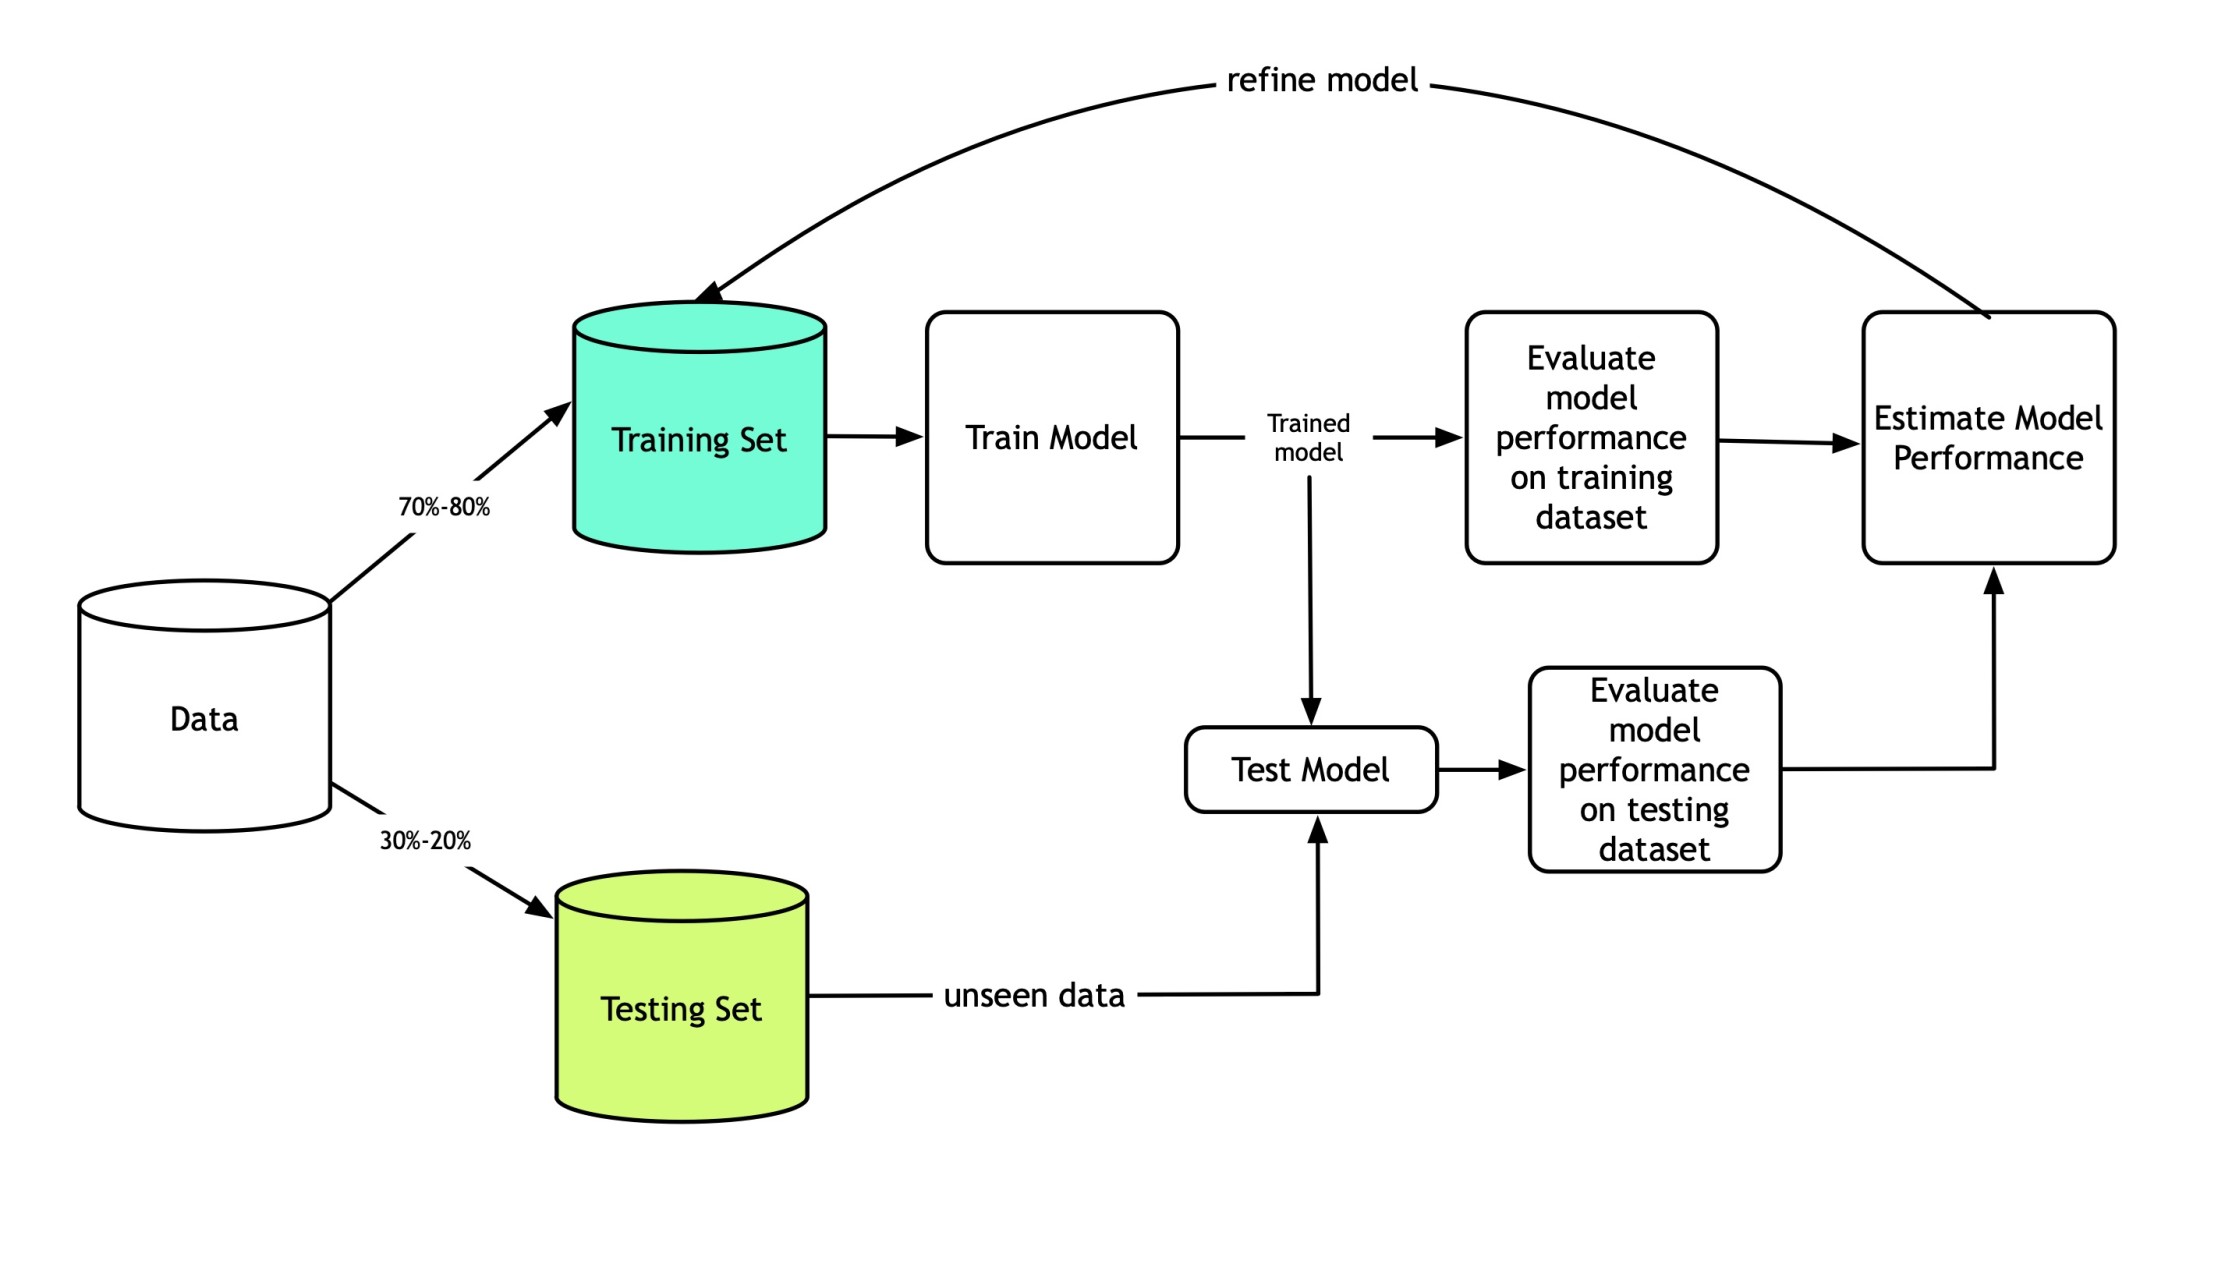 refine model
Training Set
Train Model
Trained
model
Evaluate
model
performance
on training
dataset
Estimate Model
Performance
70%-80%
Data
30%-20%
Test Model
Evaluate
model
performance
on testing
dataset
Testing Set
unseen data